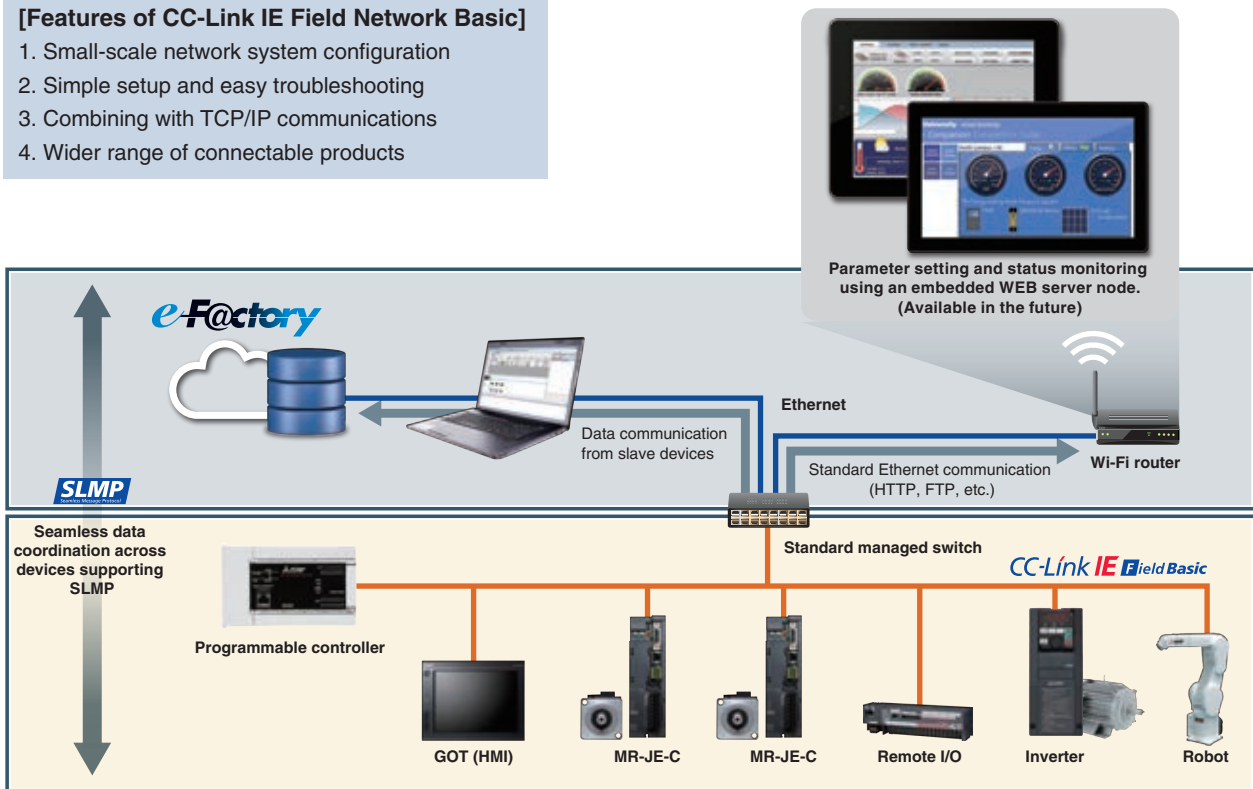 [Features of CC-Link IE Field Network Basic]
1. Small-scale network system configuration
2. Simple setup and easy troubleshooting
3. Combining with TCP/IP communications
4. Wider range of connectable products
Parameter setting and status monitoring
using an embedded WEB server node.
(Available in the future)
e-F@ctory
Ethernet
Data communication
from slave devices
Standard Ethernet communication
(HTTP, FTP, etc.)
Wi-Fi router
SLMP
Seamless Message Protocol
Seamless data
coordination across
devices supporting
SLMP
Standard managed switch
CC-Link IE Field Basic
Programmable controller
GOT (HMI)
MR-JE-C
MR-JE-C
Remote I/O
Inverter
Robot